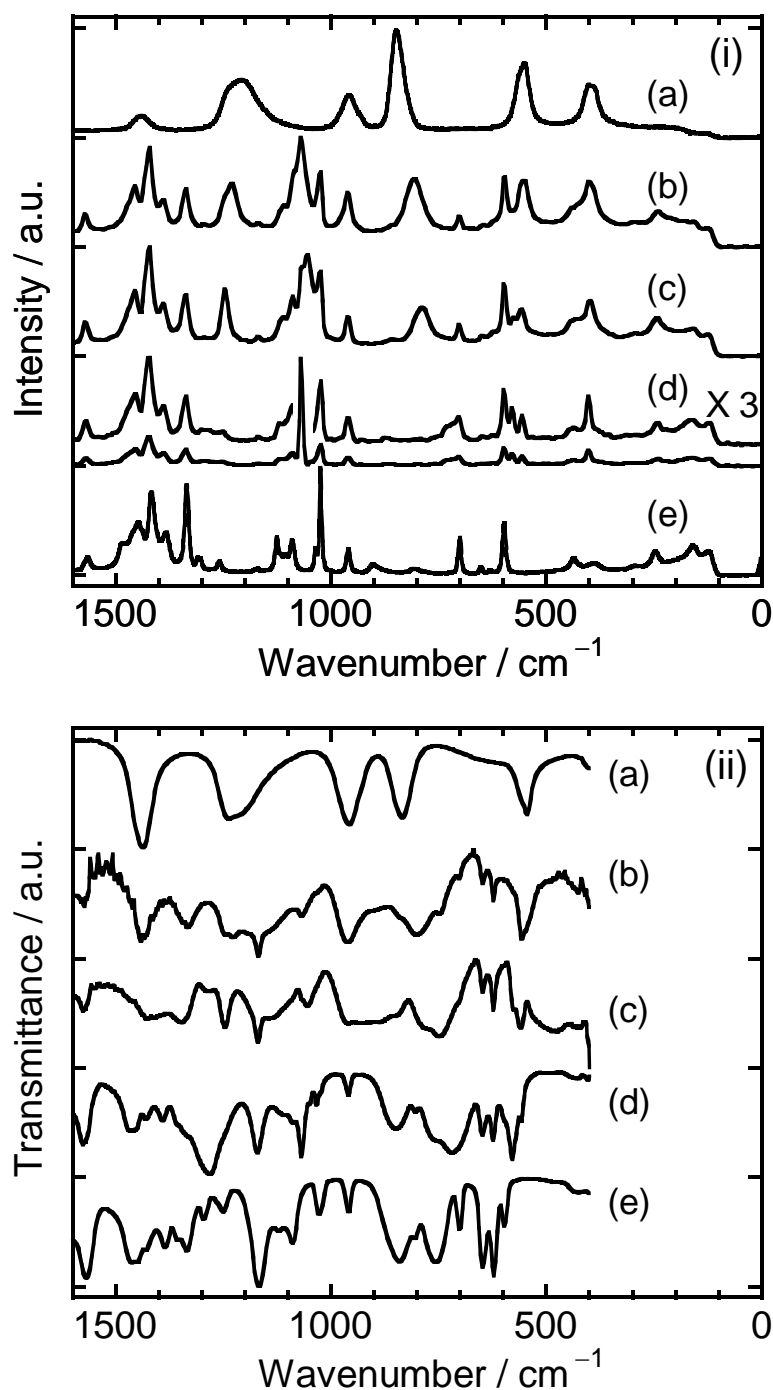 (i)
(a)
(b)
(c)
(d)
X 3
(e)
Intensity / a.u.
1500 1000 500 0
Wavenumber / cm −1
(ii)
(a)
(b)
(c)
(d)
(e)
Transmittance / a.u.
1500 1000 500 0
Wavenumber / cm −1